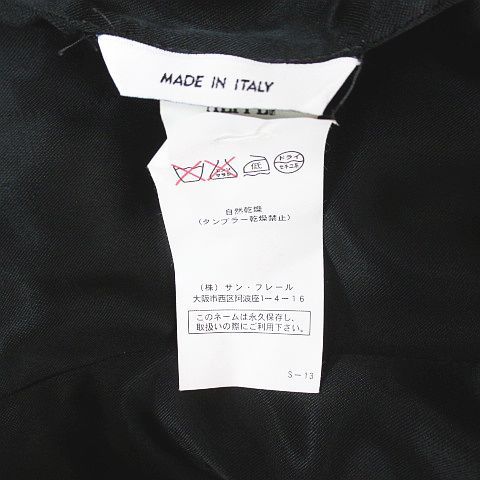 MADE IN ITALY
低
ドライ
セキユ系
自然乾燥
(タンブラー乾燥禁止)
(株) サン・フレール
大阪市西区阿波座1-4-16
このネームは永久保存し、
取扱いの際にご利用下さい。
S-13